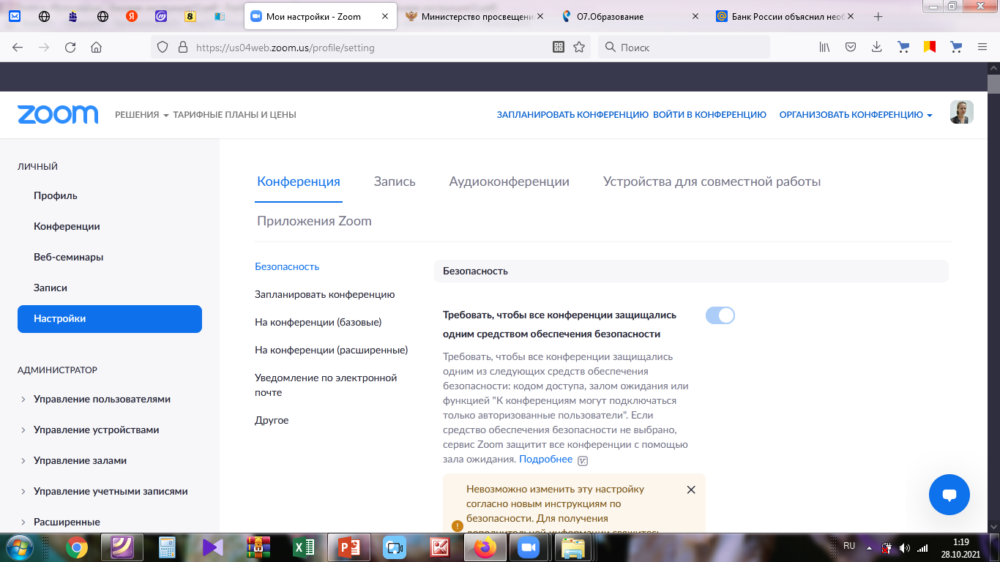 Мои настройки - Zoom
Министерство просвещени
07.Образование
Банк России объяснил необ
https://us04web.zoom.us/profile/setting
Поиск
zoom
РЕШЕНИЯ ТАРИФНЫЕ ПЛАНЫ И ЦЕНЫ
ЗАПЛАНИРОВАТЬ КОНФЕРЕНЦИЮ ВОЙТИ В КОНФЕРЕНЦИЮ ОРГАНИЗОВАТЬ КОНФЕРЕНЦИЮ
ЛИЧНЫЙ
Профиль
Конференции
Веб-семинары
Записи
Настройки
АДМИНИСТРАТОР
Управление пользователями
Управление устройствами
Управление залами
Управление учетными записями
Расширенные
Конференция Запись Аудиоконференции Устройства для совместной работы
Приложения Zoom
Безопасность
Запланировать конференцию
На конференции (базовые)
На конференции (расширенные)
Уведомление по электронной
почте
Другое
Безопасность
Требовать, чтобы все конференции защищались
одним средством обеспечения безопасности
Требовать, чтобы все конференции защищались
одним из следующих средств обеспечения
безопасности: кодом доступа, залом ожидания или
функцией "К конференциям могут подключаться
только авторизованные пользователи". Если
средство обеспечения безопасности не выбрано,
сервис Zoom защитит все конференции с помощью
зала ожидания. Подробнее
Невозможно изменить эту настройку
согласно новым инструкциям по
безопасности. Для получения
дополнительной информации свяжитесь
RU
1:19
28.10.2021